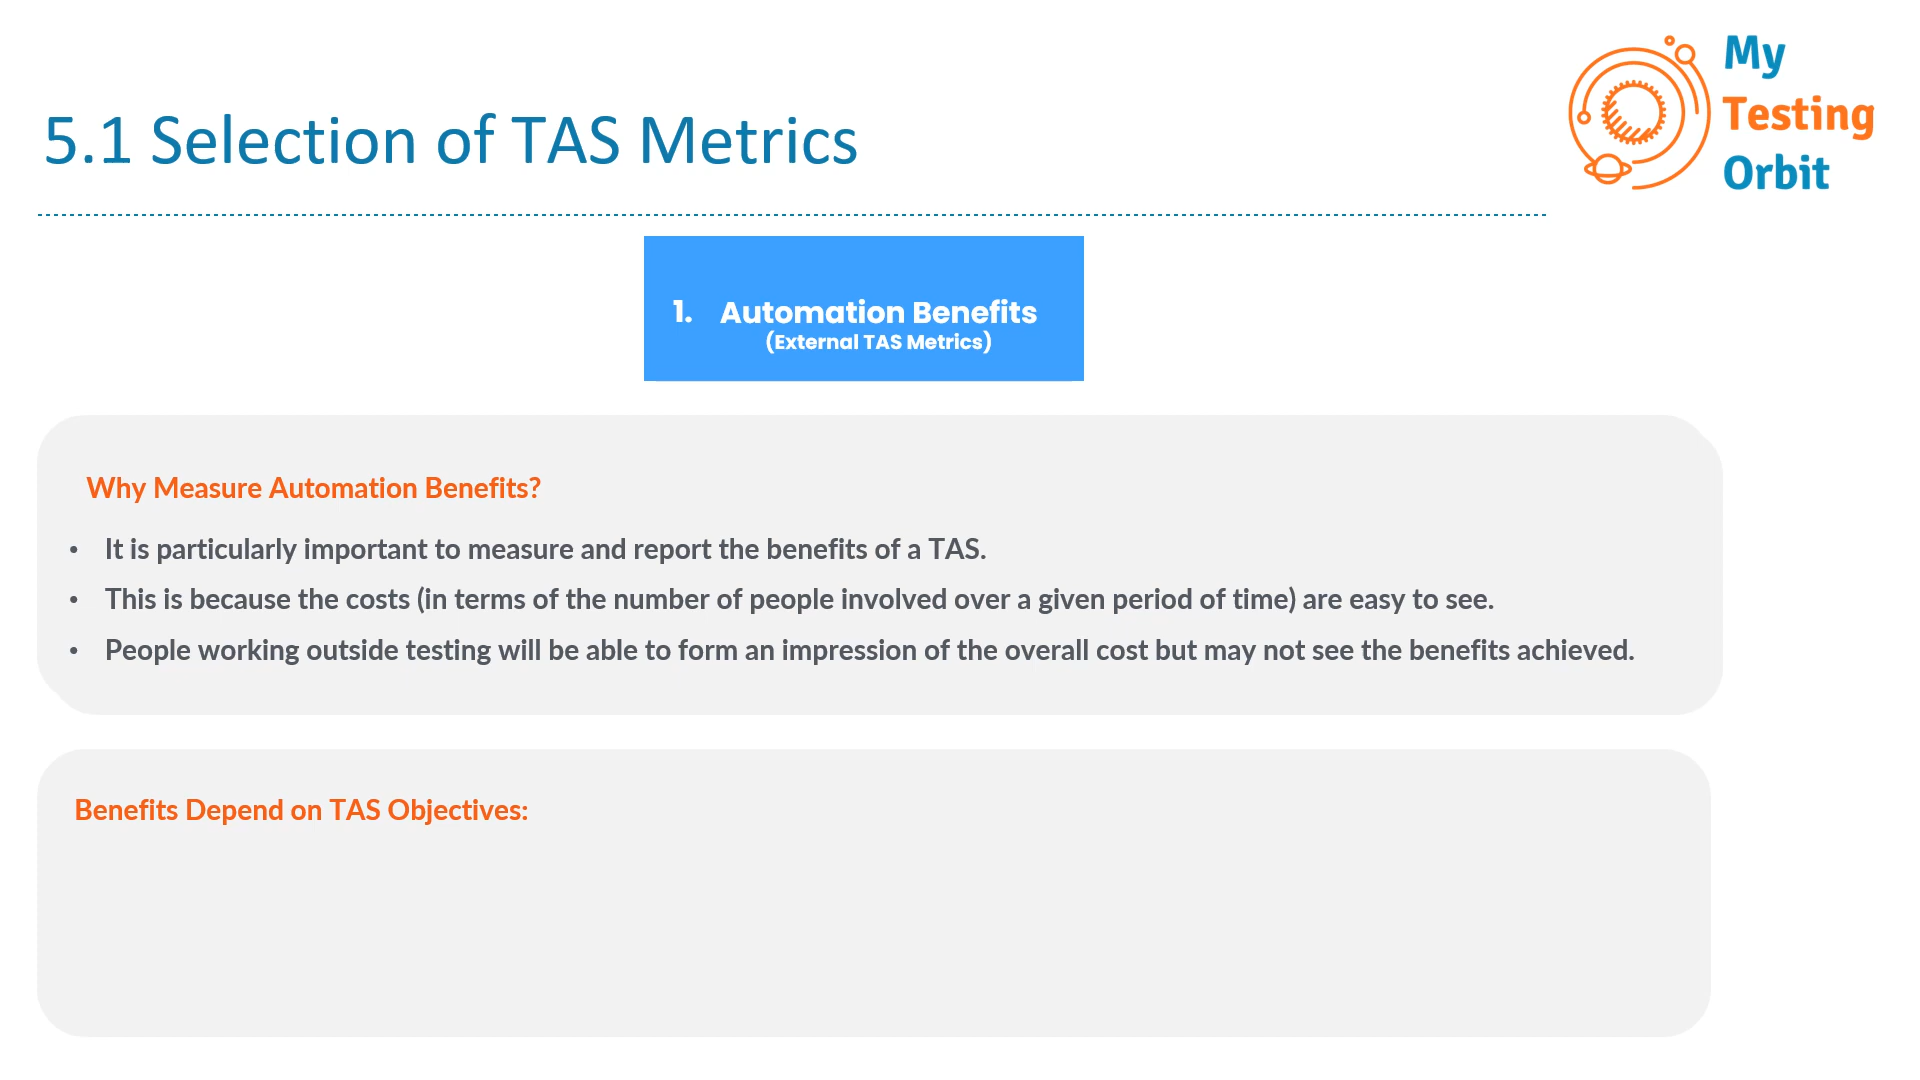 My
Testing
Orbit
5.1 Selection of TAS Metrics
1. Automation Benefits
(External TAS Metrics)
Why Measure Automation Benefits?
• It is particularly important to measure and report the benefits of a TAS.
• This is because the costs (in terms of the number of people involved over a given period of time) are easy to see.
• People working outside testing will be able to form an impression of the overall cost but may not see the benefits achieved.
Benefits Depend on TAS Objectives: